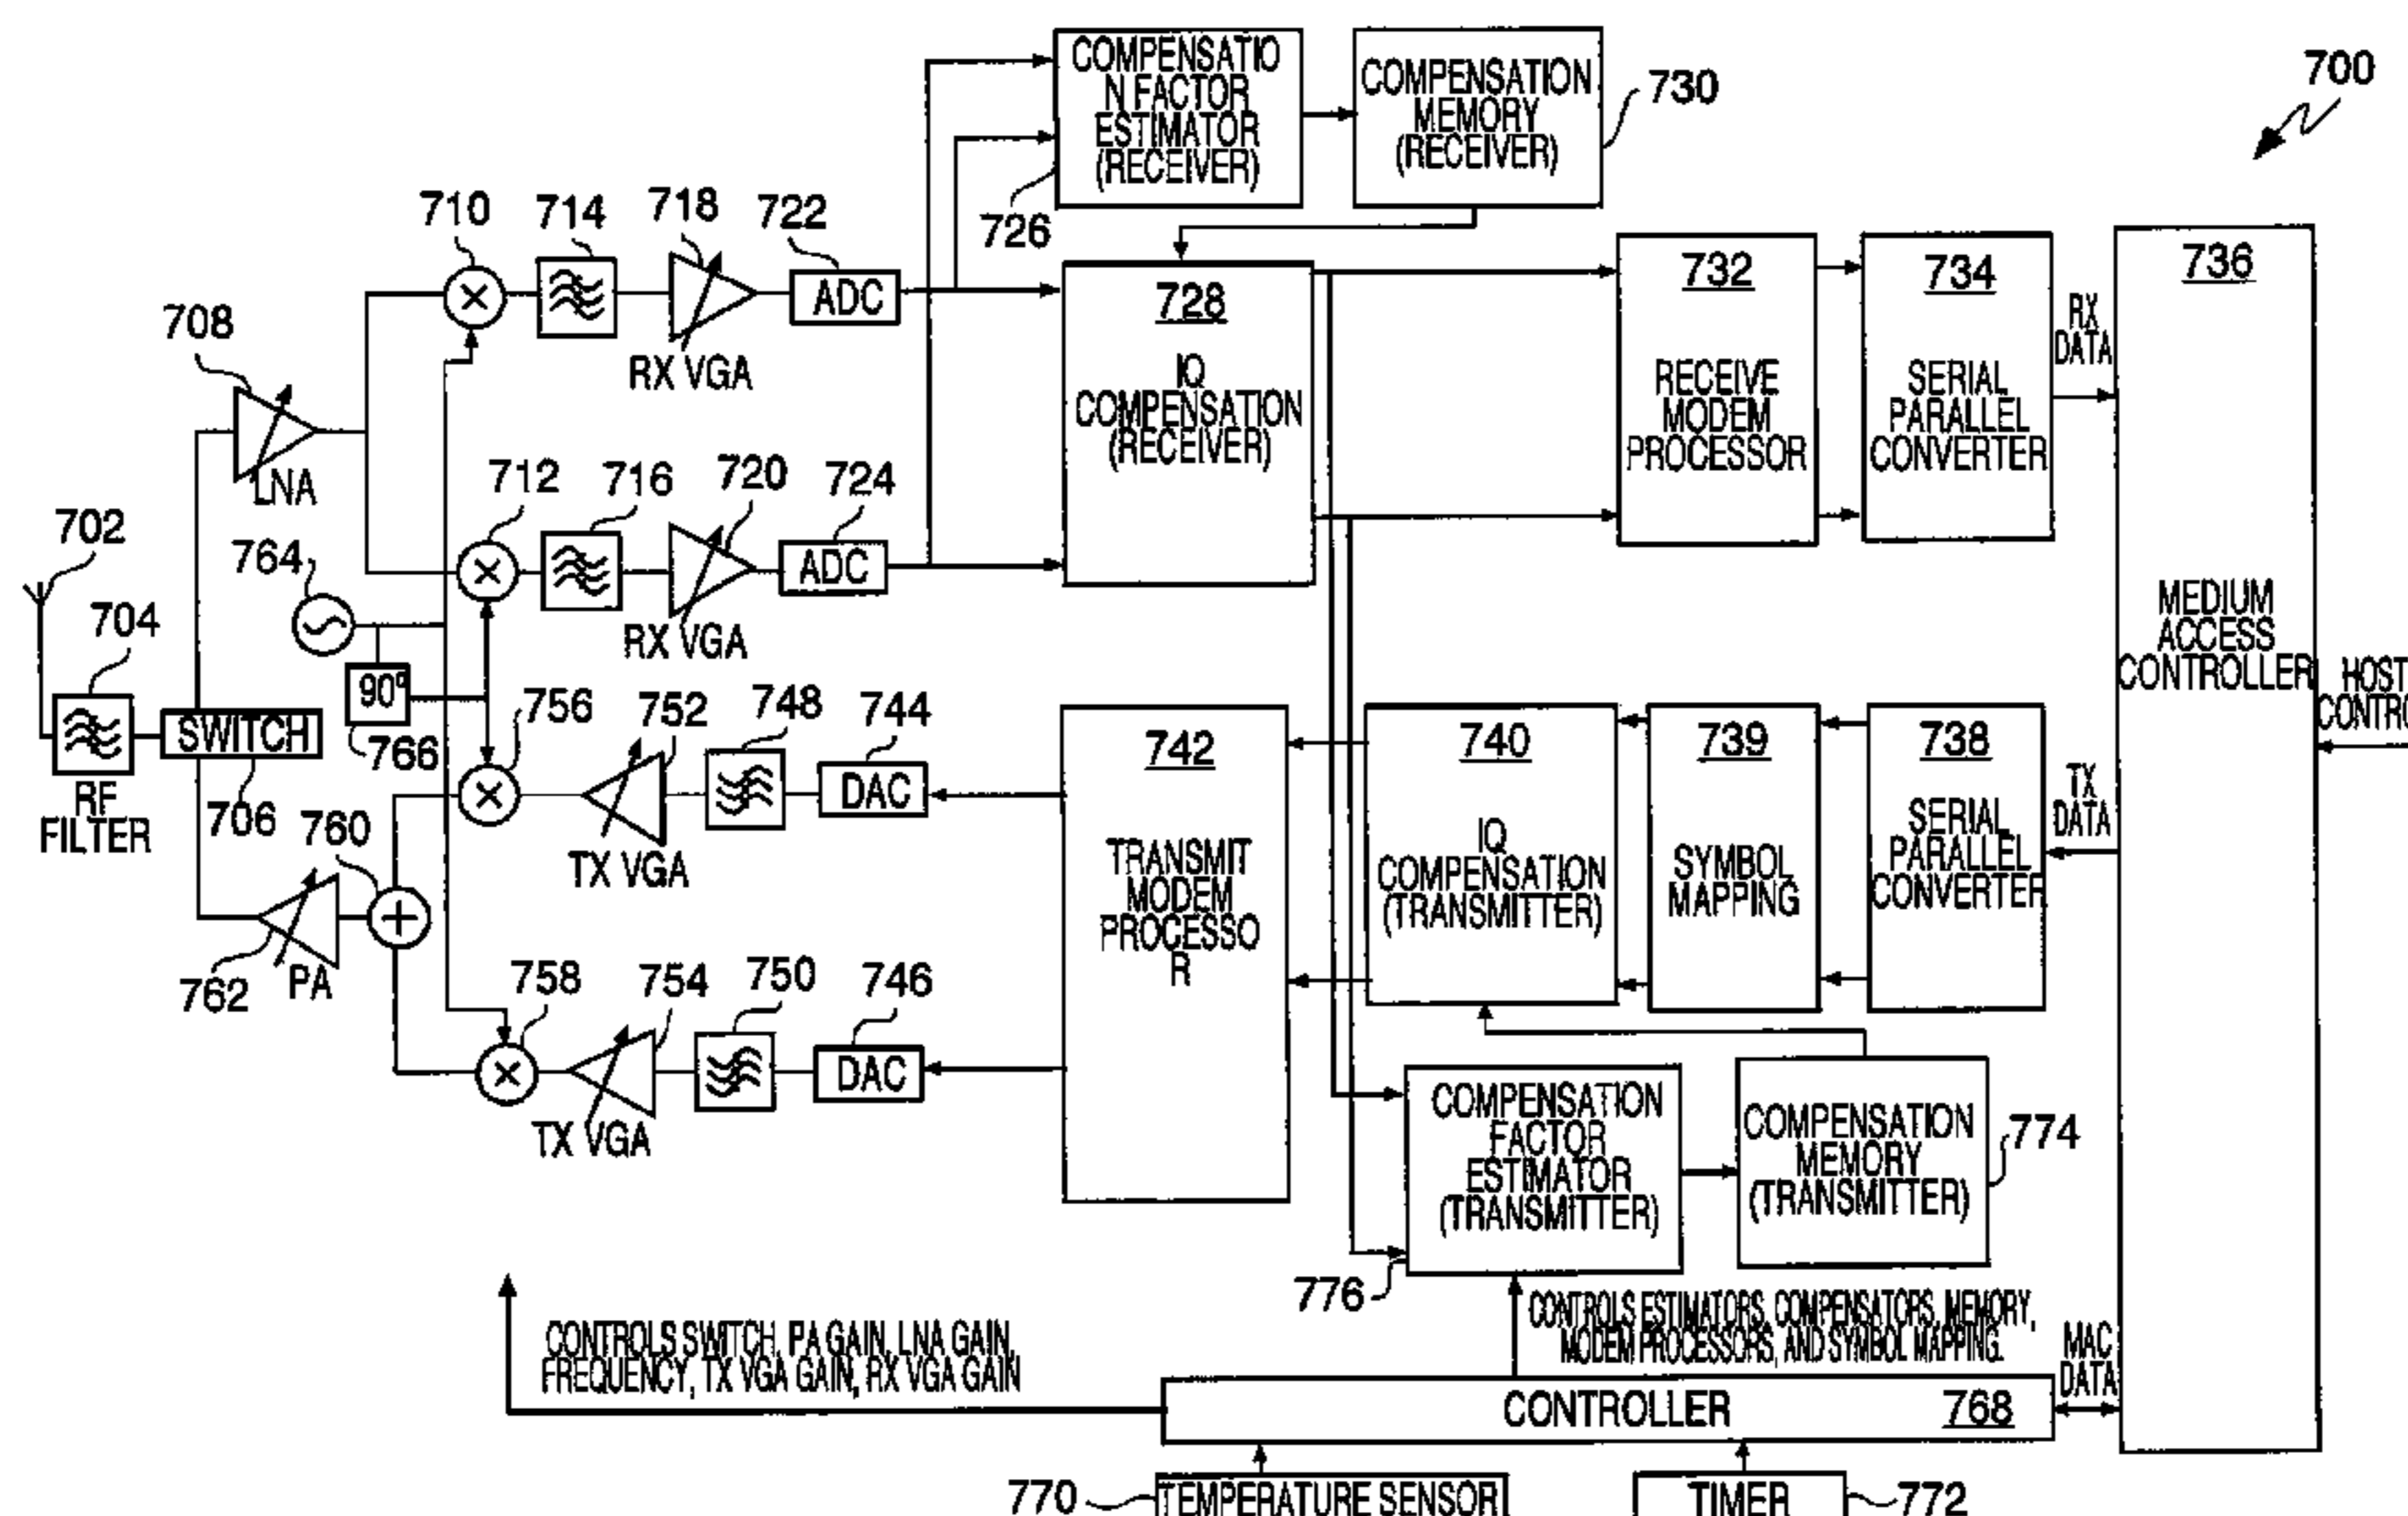 COMPENSATIO
N FACTOR
ESTIMATOR
(RECEIVER)
COMPENSATION
MEMORY
(RECEIVER)
730
700
726
710
714
718
722
ADC
RX VGA
708
LNA
728
IQ
COMPENSATION
(RECEIVER)
732
RECEIVE
MODEM
PROCESSOR
734
SERIAL
PARALLEL
CONVERTER
RX
DATA
736
MEDIUM
ACCESS
CONTROLLER
712
716
720
724
ADC
RX VGA
702
764
704
RF
FILTER
SWITCH
706
90°
766
756
752
748
744
DAC
TX VGA
760
762
PA
758
754
750
746
DAC
TX VGA
742
TRANSMIT
MODEM
PROCESSO
R
740
IQ
COMPENSATION
(TRANSMITTER)
739
SYMBOL
MAPPING
738
SERIAL
PARALLEL
CONVERTER
TX
DATA
HOST
CONTRO
COMPENSATION
FACTOR
ESTIMATOR
(TRANSMITTER)
776
COMPENSATION
MEMORY
(TRANSMITTER)
774
CONTROLS SWITCH, PA GAIN, LNA GAIN,
FREQUENCY, TX VGA GAIN, RX VGA GAIN
CONTROLS ESTIMATORS, COMPENSATORS, MEMORY,
MODEM PROCESSORS, AND SYMBOL MAPPING.
MAC
DATA
CONTROLLER 768
770
TEMPERATURE SENSOR
TIMER
772